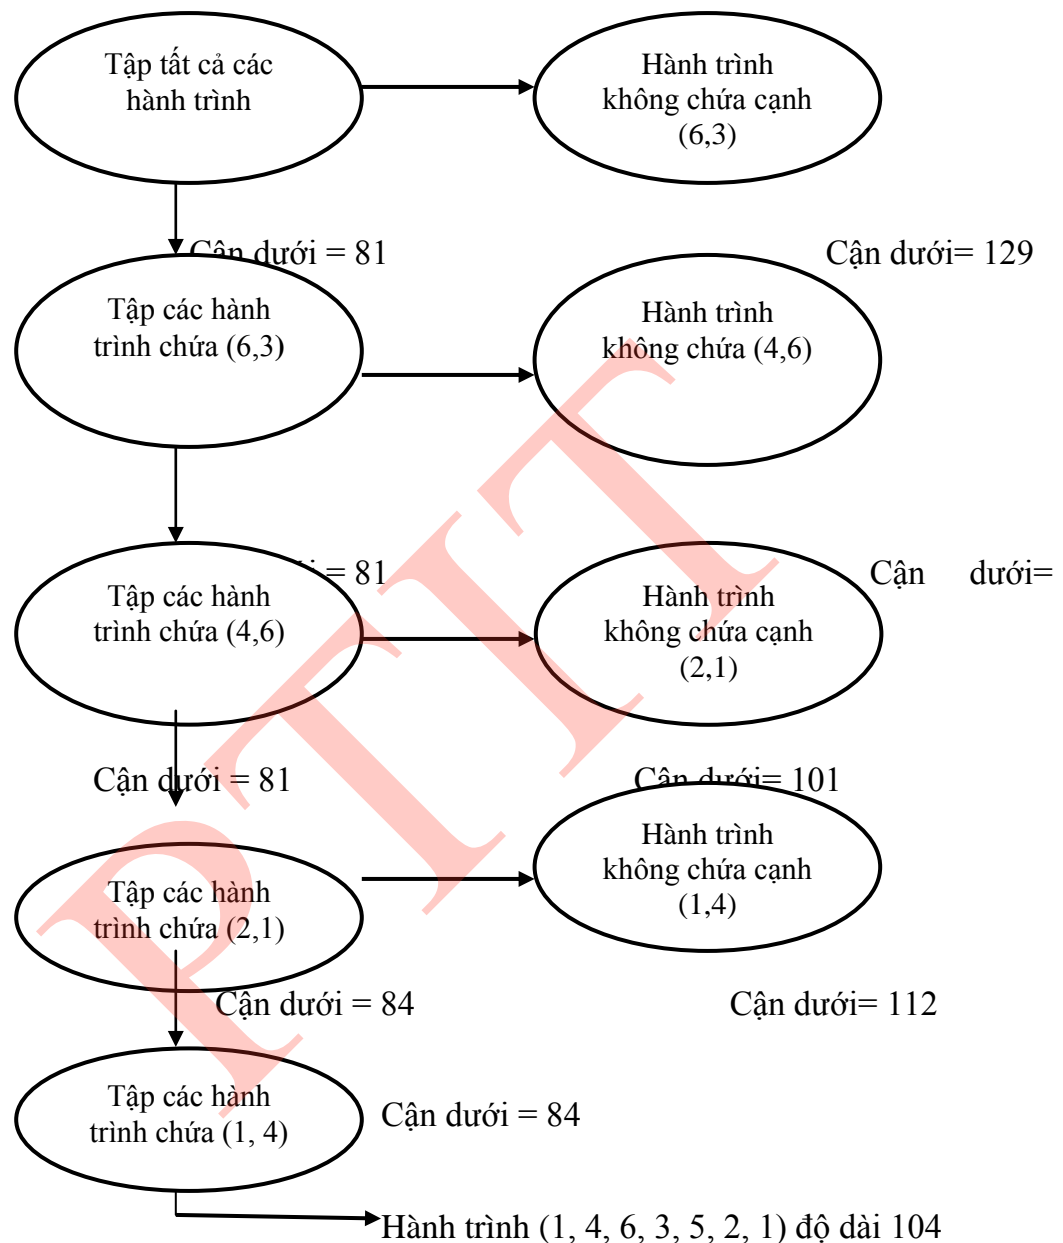 Tập tất cả các
hành trình
Hành trình
không chứa cạnh
(6,3)
Cận dưới = 81
Cận dưới= 129
Tập các hành
trình chứa (6,3)
Hành trình
không chứa (4,6)
= 81
Cận dưới=
Tập các hành
trình chứa (4,6)
Hành trình
không chứa cạnh
(2,1)
Cận dưới = 81
Cận dưới= 101
Tập các hành
trình chứa (2,1)
Hành trình
không chứa cạnh
(1,4)
Cận dưới = 84
Cận dưới= 112
Tập các hành
trình chứa (1, 4)
Cận dưới = 84
Hành trình (1, 4, 6, 3, 5, 2, 1) độ dài 104
PTIT